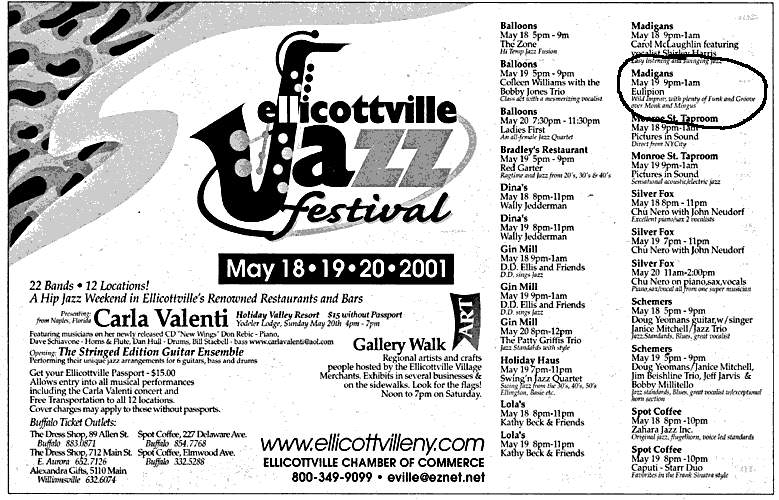 ellicottville
Jazz
festival
May 18•19•20•2001
22 Bands • 12 Locations!
A Hip Jazz Weekend in Ellicottville's Renowned Restaurants and Bars
Presenting: from Naples, Florida Carla Valenti Holiday Valley Resort $15 without Passport
Yodeler Lodge, Sunday May 20th 4pm - 7pm
Featuring musicians on her newly released CD "New Wings" Don Rebic - Piano,
Dave Schiavone - Horns & Flute, Dan Hull - Drums, Bill Staebell - bass www.carlavalenti@aol.com
Opening: The Stringed Edition Guitar Ensemble
Performing their unique jazz arrangements for guitars, bass and drums
Get your Ellicottville Passport - $15.00
Allows entry into all musical performances
including the Carla Valenti concert and
Free Transportation to all 12 locations.
Cover charges may apply to those without passports.
Buffalo Ticket Outlets:
The Dress Shop, 89 Allen St. Spot Coffee, 227 Delaware Ave.
Buffalo 883.0871 Buffalo 854.7768
The Dress Shop, 712 Main St. Spot Coffee, Elmwood Ave.
E. Aurora 652.7126 Buffalo 332.5288
Alexandra Gifts, 5110 Main
Williamsville 632.6074
ART
Gallery Walk
Regional artists and crafts
people hosted by the Ellicottville Village
Merchants. Exhibits in several businesses &
on the sidewalks. Look for the flags!
Noon to 7pm on Saturday.
www.ellicottvilleny.com
ELLICOTTVILLE CHAMBER OF COMMERCE
800-349-9099 • eville@eznet.net
Balloons
May 18 5pm - 9m
The Zone
Hi Temp Jazz Fusion
Balloons
May 19 5pm - 9pm
Colleen Williams with the
Bobby Jones Trio
Class act with a mesmerizing vocalist
Balloons
May 20 7:30pm - 11:30pm
Ladies First
An all-female Jazz Quartet
Bradley's Restaurant
May 19 5pm - 9pm
Red Garter
Ragtime and Jazz from 20's, 30's & 40's
Dina's
May 18 8pm-11pm
Wally Jedderman
Dina's
May 19 8pm-11pm
Wally Jedderman
Gin Mill
May 18 9pm-1am
D.D. Ellis and Friends
D.D. sings Jazz
Gin Mill
May 19 9pm-1am
D.D. Ellis and Friends
D.D. sings Jazz
Gin Mill
May 20 8pm-12pm
The Patty Griffis Trio
Jazz Standards with style
Holiday Haus
May 19 7pm-11pm
Swing'n Jazz Quartet
Swing Jazz from the 30's, 40's, 50's
Ellington, Basie etc.
Lola's
May 18 8pm-11pm
Kathy Beck & Friends
Lola's
May 19 8pm-11pm
Kathy Beck & Friends
Madigans
May 18 9pm-1am
Carol McLaughlin featuring
vocalist Shirley Harris
Easy listening and Swinging Jazz
Madigans
May 19 9pm-1am
Eulipion
Wild Improv, with plenty of Funk and Groove
over Monk and Mingus
Monroe St. Taproom
May 18 9pm-1am
Pictures in Sound
Direct from NYCity
Monroe St. Taproom
May 19 9pm-1am
Pictures in Sound
Sensational acoustic/electric jazz
Silver Fox
May 18 8pm - 11pm
Chu Nero with John Neudorf
Excellent piano/sax 2 vocalists
Silver Fox
May 19 7pm - 11pm
Chu Nero with John Neudorf
Silver Fox
May 20 11am-2:00pm
Chu Nero on piano,sax,vocals
Piano,sax/vocal all from one super musician
Schemers
May 18 5pm - 9pm
Doug Yeomans guitar,w/singer
Janice Mitchell/Jazz Trio
Jazz Standards, Blues, great vocalist
Schemers
May 19 5pm - 9pm
Doug Yeomans/Janice Mitchell,
Jim Beishline Trio, Jeff Jarvis &
Bobby Millitello
Jazz standards, Blues, great vocalist w/exceptional
horn section
Spot Coffee
May 18 8pm - 10pm
Zahara Jazz Inc.
Original jazz, flugelhorn, voice led standards
Spot Coffee
May 19 8pm -10pm
Caputi - Starr Duo
Favorites in the Frank Sinatra style